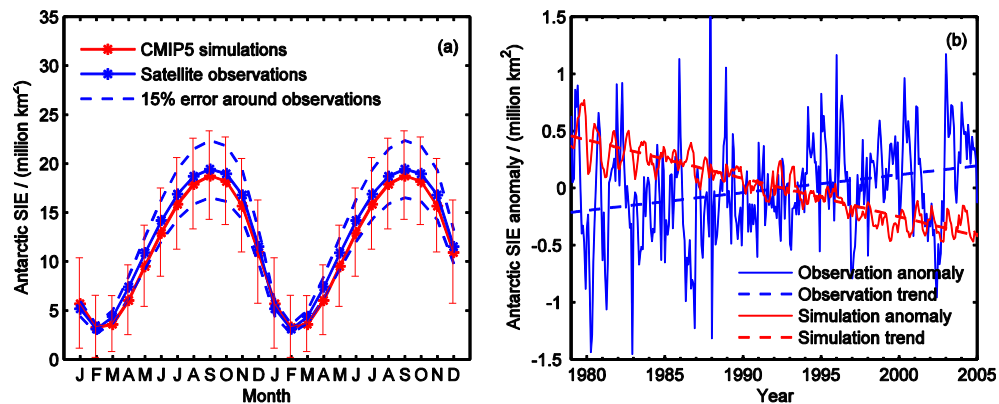 (a)
CMIP5 simulations
Satellite observations
15% error around observations
Antarctic SIE / (million km²)
35
30
25
20
15
10
5
0
J F M A M J J A S O N D J F M A M J J A S O N D
Month
(b)
Antarctic SIE anomaly / (million km²)
1.5
1
0.5
0
-0.5
-1
-1.5
Observation anomaly
Observation trend
Simulation anomaly
Simulation trend
1980 1985 1990 1995 2000 2005
Year